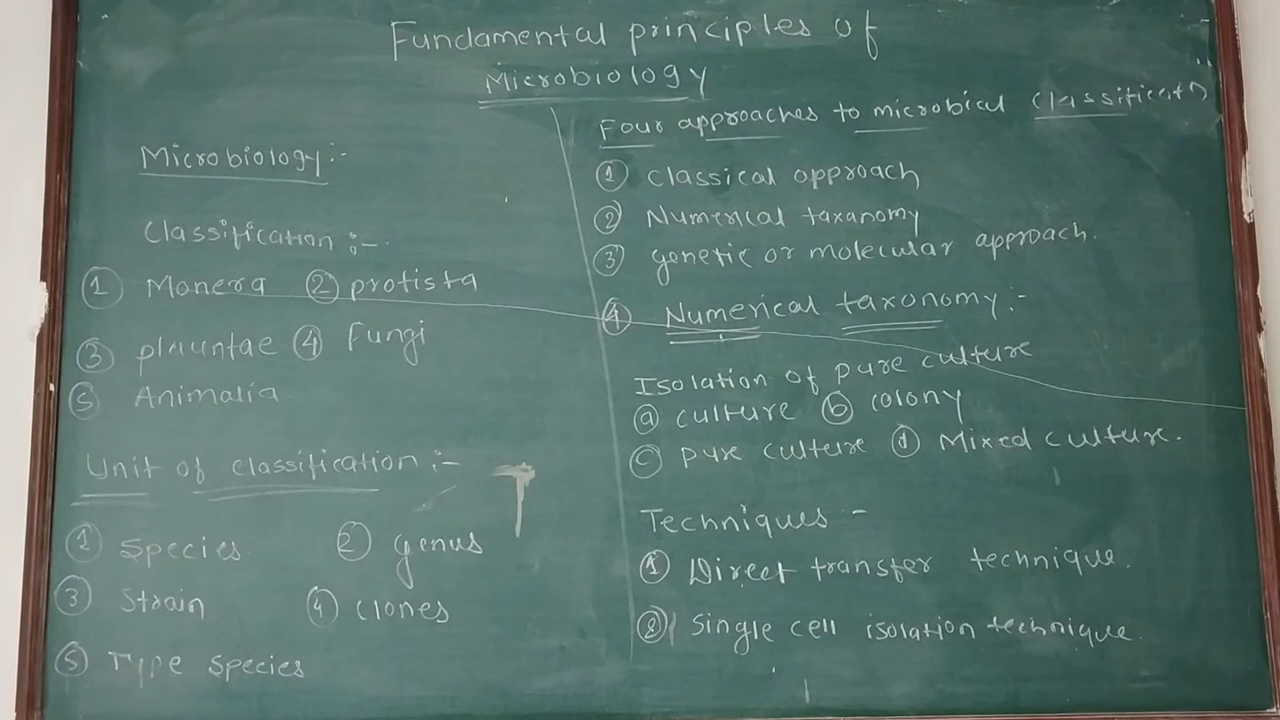 Fundamental principles of
Microbiology
Microbiology:-
Classification :-
① Monera ② protista
③ plauntae ④ Fungi
⑤ Animalia
Unit of classification :-
① Species ② genus
③ Strain ④ clones
⑤ Type species
Four approaches to microbical classification
① classical approach
② Numerical taxanomy
③ genetic or molecular approach.
④ Numerical taxonomy:-
Isolation of pure culture
ⓐ culture ⓑ colony
ⓒ pure culture ⓓ Mixed culture.
Techniques -
① Direct transfer technique.
② Single cell isolation technique.